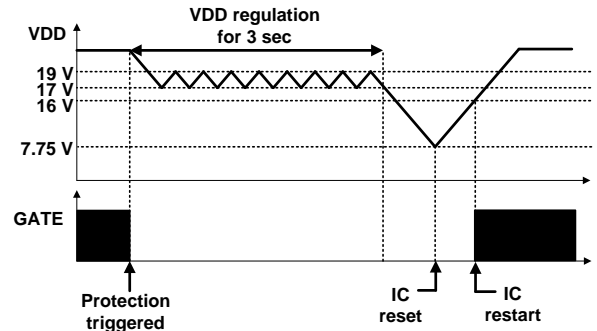 VDD regulation
for 3 sec
VDD
19 V
17 V
16 V
7.75 V
GATE
Protection
triggered
IC
reset
IC
restart